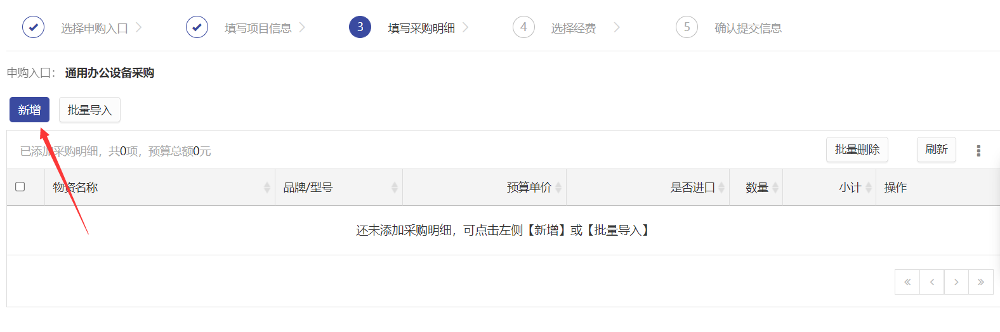 选择申购入口 填写项目信息 3 填写采购明细 4 选择经费 5 确认提交信息
申购入口： 通用办公设备采购
新增 批量导入
已添加采购明细，共0项，预算总额0元 批量删除 刷新
物资名称 品牌/型号 预算单价 是否进口 数量 小计 操作
还未添加采购明细，可点击左侧【新增】或【批量导入】